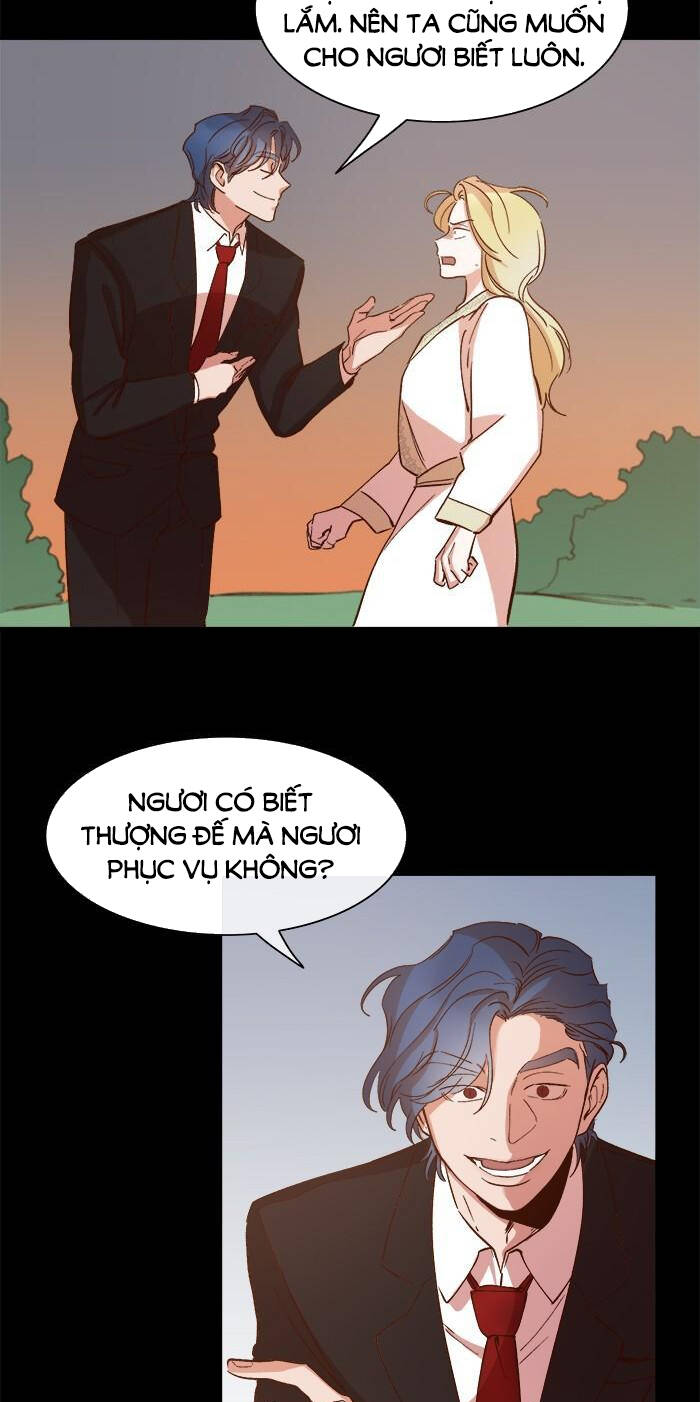 LẮM. NÊN TA CŨNG MUỐN
CHO NGƯƠI BIẾT LUÔN.
NGƯƠI CÓ BIẾT
THƯỢNG ĐẾ MÀ NGƯƠI
PHỤC VỤ KHÔNG?